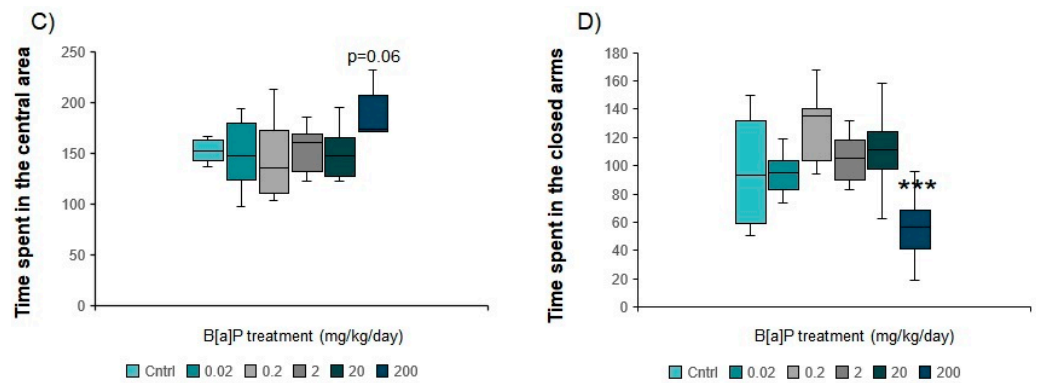 C)
Time spent in the central area
250
200
150
100
50
0
p=0.06
B[a]P treatment (mg/kg/day)
Cntrl 0.02 0.2 2 20 200
D)
Time spent in the closed arms
180
160
140
120
100
80
60
40
20
0
***
B[a]P treatment (mg/kg/day)
Cntrl 0.02 0.2 2 20 200